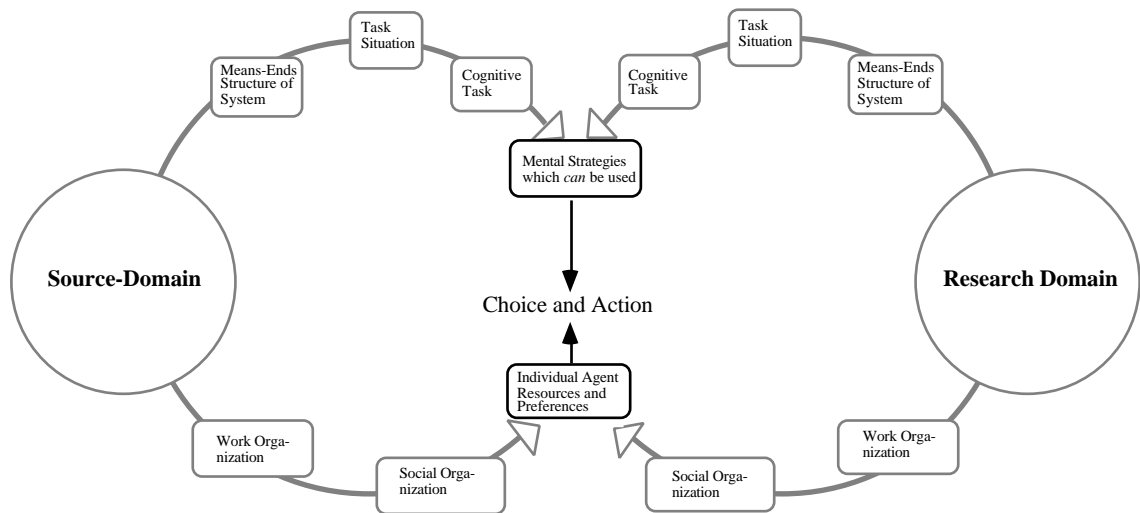 Task
Situation
Means-Ends
Structure of
System
Cognitive
Task
Task
Situation
Cognitive
Task
Means-Ends
Structure of
System
Mental Strategies
which can be used
Source-Domain
Research Domain
Choice and Action
Individual Agent
Resources and
Preferences
Work Orga-
nization
Social Orga-
nization
Work Orga-
nization
Social Orga-
nization